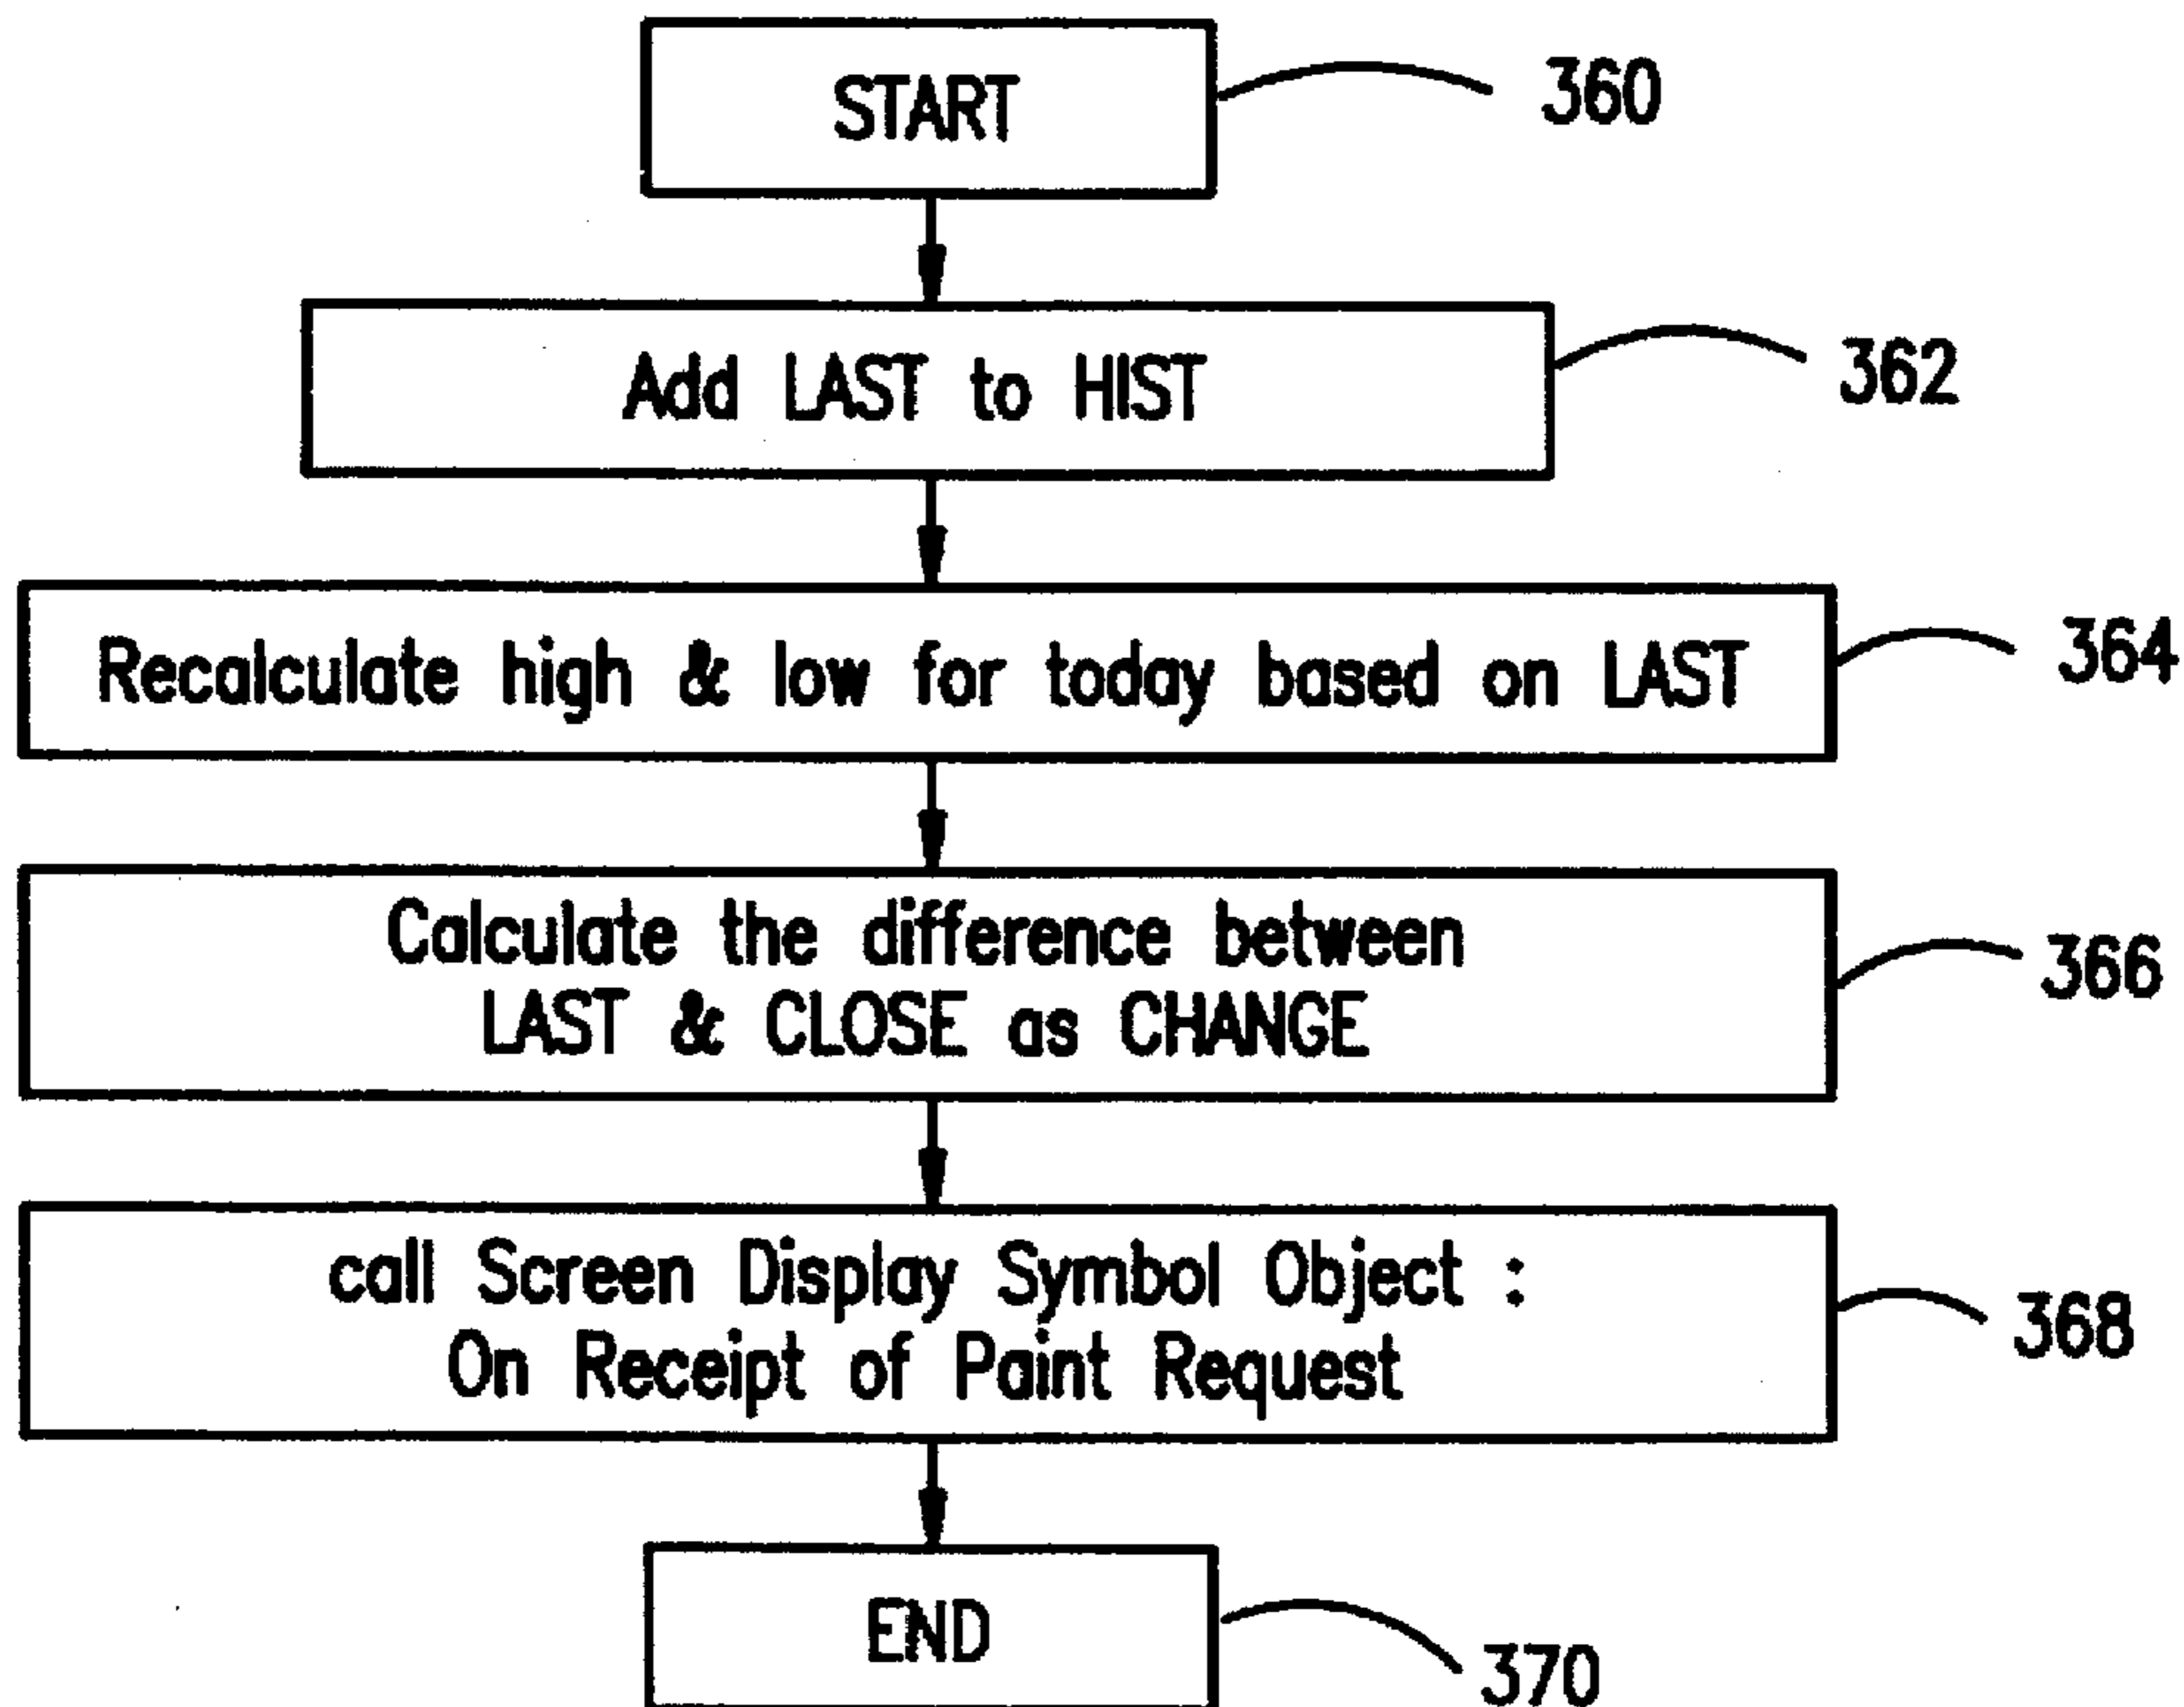 START
360
Add LAST to HIST
362
Recalculate high & low for today based on LAST
364
Calculate the difference between
LAST & CLOSE as CHANGE
366
call Screen Display Symbol Object :
On Receipt of Paint Request
368
END
370